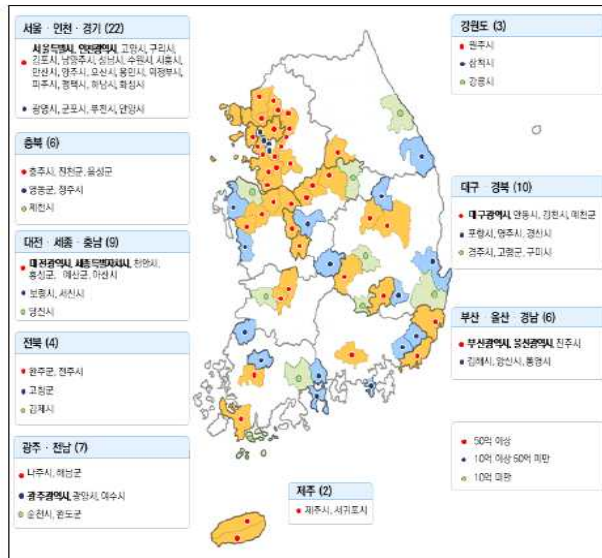 서울 · 인천 · 경기 (22)
서울특별시, 인천광역시, 고양시, 구리시
김포시, 남양주시, 성남시, 수원시, 시흥시
안산시, 양주시, 오산시, 용인시, 의정부시
파주시, 평택시, 하남시, 화성시
광명시, 군포시, 부천시, 안양시
충북 (6)
충주시, 진천군, 음성군
영동군, 청주시
제천시
대전 · 세종 · 충남 (9)
대전광역시, 세종특별자치시, 천안시
홍성군, 예산군, 아산시
보령시, 서산시
당진시
전북 (4)
완주군, 전주시
고창군
김제시
광주 · 전남 (7)
나주시, 해남군
광주광역시, 광양시, 여수시
순천시, 완도군
제주 (2)
제주시, 서귀포시
강원도 (3)
원주시
삼척시
강릉시
대구 · 경북 (10)
대구광역시, 안동시, 김천시, 예천군
포항시, 영주시, 경산시
경주시, 고령군, 구미시
부산 · 울산 · 경남 (6)
부산광역시, 울산광역시, 진주시
김해시, 양산시, 통영시
50억 이상
10억 이상 50억 미만
10억 미만